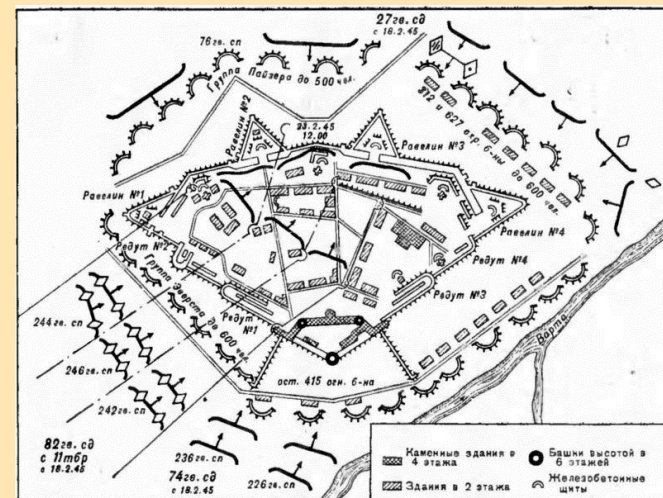 27гв. сд
с 16.2.45
76гв. сп
Группа Пайзера до 500 чел.
312 и 627 стр. б-ны до 600 чел.
Равелин №2
23.2.45
12.00
Равелин №3
Равелин №1
Редут №2
Равелин №4
Редут №4
Группа Эверста до 600 чел.
Редут №1
Редут №3
244гв. сп
246гв. сп
242гв. сп
ост. 415 огн. б-на
Варта
82гв. сд
с 11тбр
с 18.2.45
236гв. сп
74гв. сд
с 18.2.45
226гв. сп
Каменные здания в
4 этажа
Здания в 2 этажа
Башки высотой в
6 этажей
Железобетонные
щиты